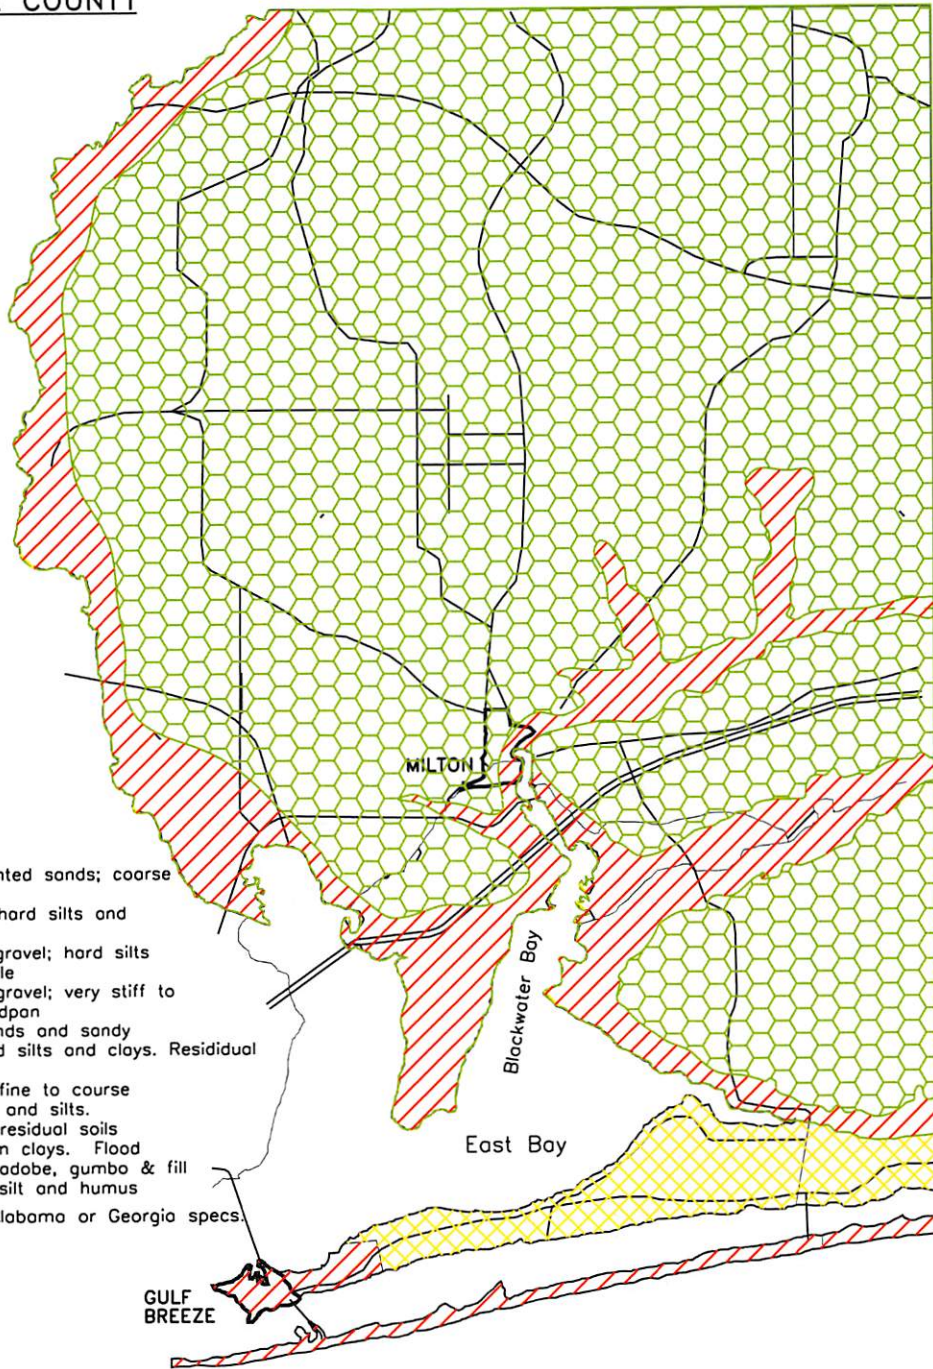 COUNTY
MILTON
nted sands; coarse
hard silts and
gravel; hard silts
le
gravel; very stiff to
dpan
nds and sandy
d silts and clays. Resididual
fine to course
and silts.
residual soils
n clays. Flood
adobe, gumbo & fill
silt and humus
labama or Georgia specs.
Blackwater Bay
East Bay
GULF
BREEZE